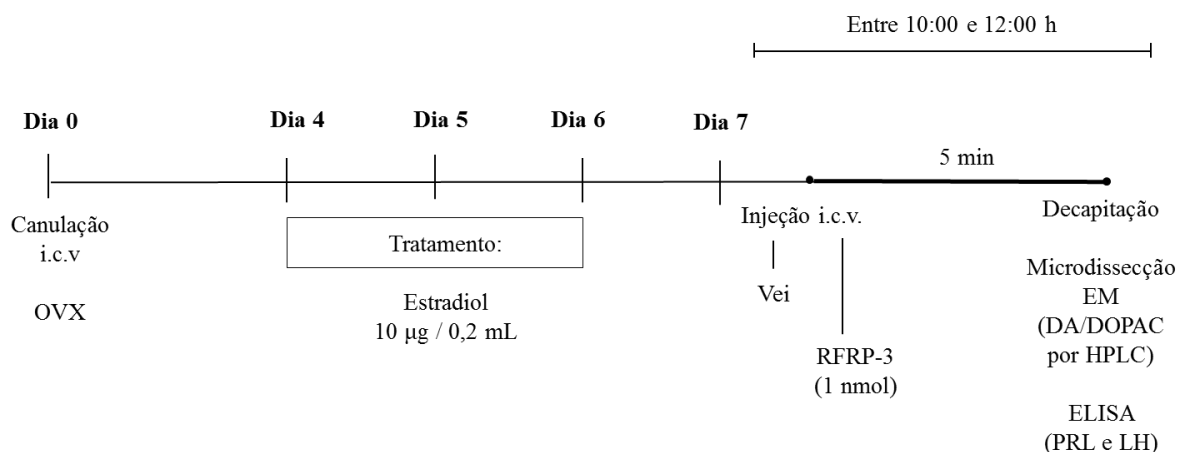 Entre 10:00 e 12:00 h
Dia 0
Dia 4
Dia 5
Dia 6
Dia 7
5 min
Canulação
i.c.v
OVX
Tratamento:
Estradiol
10 µg / 0,2 mL
Injeção i.c.v.
Vei
RFRP-3
(1 nmol)
Decapitação
Microdissecção
EM
(DA/DOPAC
por HPLC)
ELISA
(PRL e LH)